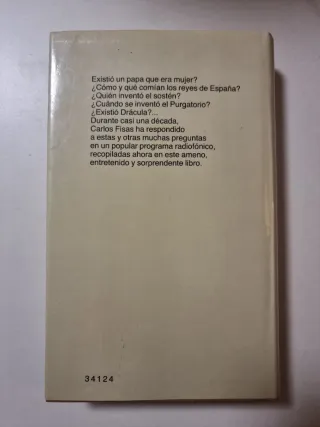 Existió un papa que era mujer?
¿Cómo y qué comían los reyes de España?
¿Quién inventó el sostén?
¿Cuándo se inventó el Purgatorio?
¿Existió Drácula?...
Durante casi una década,
Carlos Fisas ha respondido
a estas y otras muchas preguntas
en un popular programa radiofónico,
recopiladas ahora en este ameno,
entretenido y sorprendente libro.
34124